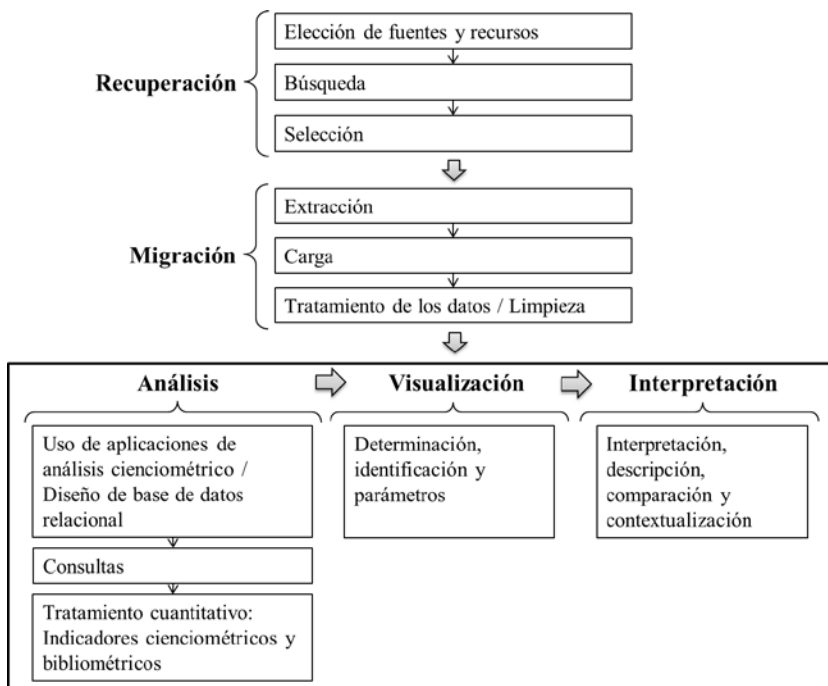 Recuperación
Elección de fuentes y recursos
Búsqueda
Selección
Migración
Extracción
Carga
Tratamiento de los datos / Limpieza
Análisis
Uso de aplicaciones de
análisis cienciométrico /
Diseño de base de datos
relacional
Consultas
Tratamiento cuantitativo:
Indicadores cienciométricos y
bibliométricos
Visualización
Determinación,
identificación y
parámetros
Interpretación
Interpretación,
descripción,
comparación y
contextualización